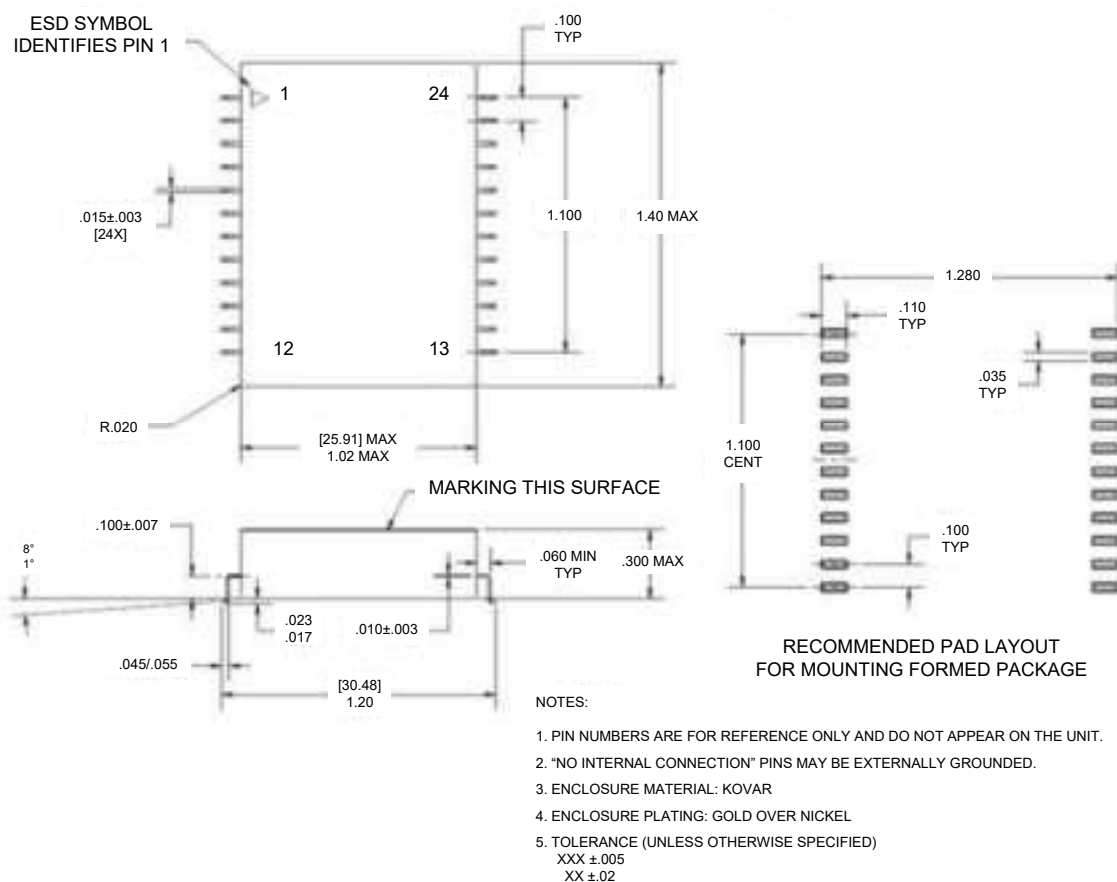 ESD SYMBOL
IDENTIFIES PIN 1
.100
TYP
1
24
.015±.003
[24X]
1.100
1.40 MAX
12
13
R.020
[25.91] MAX
1.02 MAX
1.280
.110
TYP
.035
TYP
1.100
CENT
.100
TYP
RECOMMENDED PAD LAYOUT
FOR MOUNTING FORMED PACKAGE
MARKING THIS SURFACE
.100±.007
8°
1°
.060 MIN
TYP
.300 MAX
.023
.017
.010±.003
.045/.055
[30.48]
1.20
NOTES:
1. PIN NUMBERS ARE FOR REFERENCE ONLY AND DO NOT APPEAR ON THE UNIT.
2. “NO INTERNAL CONNECTION” PINS MAY BE EXTERNALLY GROUNDED.
3. ENCLOSURE MATERIAL: KOVAR
4. ENCLOSURE PLATING: GOLD OVER NICKEL
5. TOLERANCE (UNLESS OTHERWISE SPECIFIED)
XXX ±.005
XX ±.02